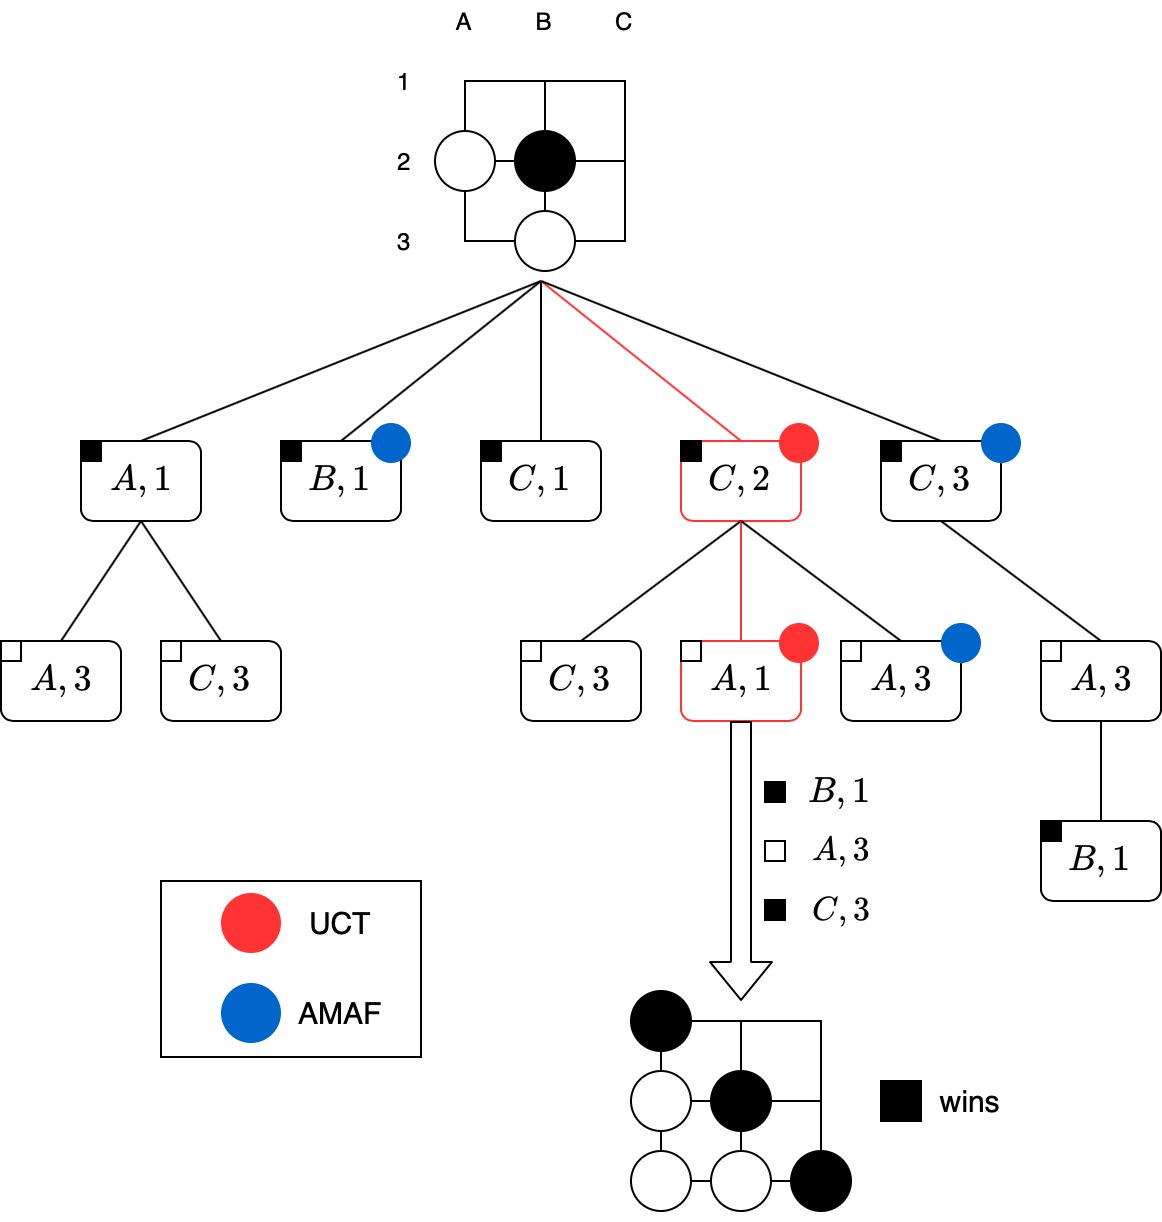 A B C
1
2
3
A, 1 B, 1 C, 1 C, 2 C, 3
A, 3 C, 3 C, 3 A, 1 A, 3 A, 3
B, 1
A, 3
B, 1
C, 3
UCT
AMAF
wins